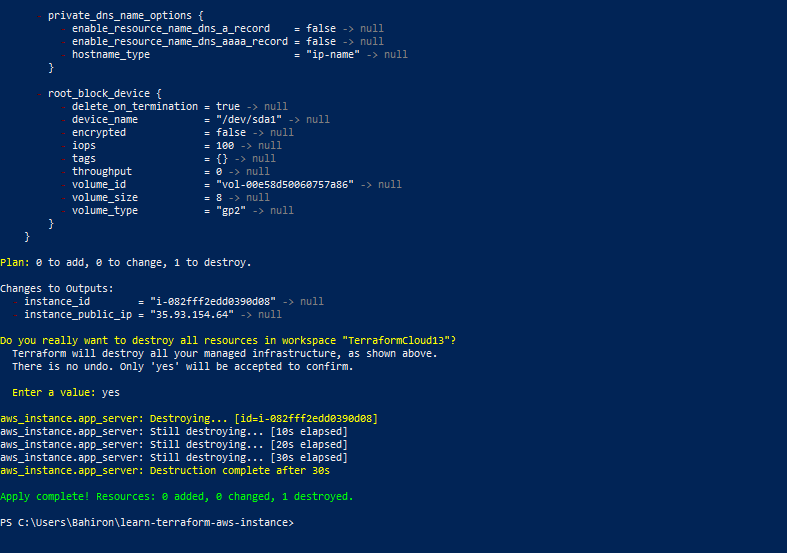 - private_dns_name_options {
- enable_resource_name_dns_a_record    = false -> null
- enable_resource_name_dns_aaaa_record = false -> null
- hostname_type                        = "ip-name" -> null
}
- root_block_device {
- delete_on_termination = true -> null
- device_name           = "/dev/sda1" -> null
- encrypted             = false -> null
- iops                  = 100 -> null
- tags                  = {} -> null
- throughput            = 0 -> null
- volume_id             = "vol-00e58d50060757a86" -> null
- volume_size           = 8 -> null
- volume_type           = "gp2" -> null
}
}
Plan: 0 to add, 0 to change, 1 to destroy.
Changes to Outputs:
- instance_id        = "i-082fff2edd0390d08" -> null
- instance_public_ip = "35.93.154.64" -> null
Do you really want to destroy all resources in workspace "TerraformCloud13"?
Terraform will destroy all your managed infrastructure, as shown above.
There is no undo. Only 'yes' will be accepted to confirm.
Enter a value: yes
aws_instance.app_server: Destroying... [id=i-082fff2edd0390d08]
aws_instance.app_server: Still destroying... [10s elapsed]
aws_instance.app_server: Still destroying... [20s elapsed]
aws_instance.app_server: Still destroying... [30s elapsed]
aws_instance.app_server: Destruction complete after 30s
Apply complete! Resources: 0 added, 0 changed, 1 destroyed.
PS C:\Users\Bahiron\learn-terraform-aws-instance>